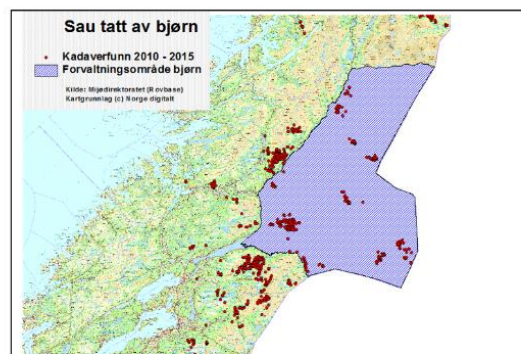 Sau tatt av bjørn
Kadaverfunn 2010 - 2015
Forvaltningsområde bjørn
Kilde: Miljødirektoratet (Rovbase)
Kartgrunnlag (c) Norge digitalt